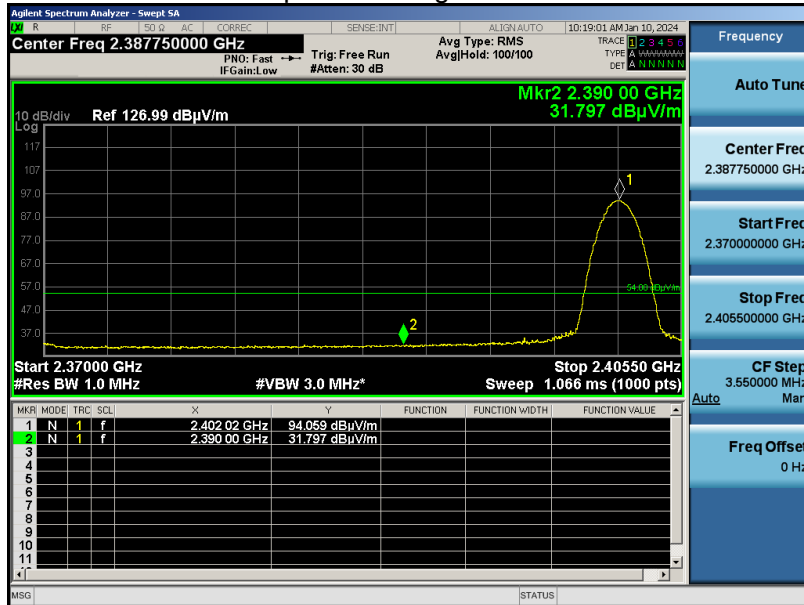 Agilent Spectrum Analyzer - Swept SA
LXI R RF 50 Ω AC CORREC SENSE:INT ALIGN AUTO 10:19:01 AM Jan 10, 2024
Center Freq 2.387750000 GHz
PNO: Fast
IFGain:Low
Trig: Free Run
#Atten: 30 dB
Avg Type: RMS
Avg|Hold: 100/100
TRACE 1 2 3 4 5 6
TYPE A
DET A N N N N N
Mkr2 2.390 00 GHz
31.797 dBµV/m
10 dB/div Ref 126.99 dBµV/m
Log
117
107
97.0
87.0
77.0
67.0
57.0
47.0
37.0
1
54.00 dBµV/m
2
Start 2.37000 GHz Stop 2.40550 GHz
#Res BW 1.0 MHz #VBW 3.0 MHz* Sweep 1.066 ms (1000 pts)
MKR MODE TRC SCL X Y FUNCTION FUNCTION WIDTH FUNCTION VALUE
1 N 1 f 2.402 02 GHz 94.059 dBµV/m
2 N 1 f 2.390 00 GHz 31.797 dBµV/m
3
4
5
6
7
8
9
10
11
MSG STATUS
Frequency
Auto Tune
Center Freq
2.387750000 GHz
Start Freq
2.370000000 GHz
Stop Freq
2.405500000 GHz
CF Step
3.550000 MHz
Auto Man
Freq Offset
0 Hz